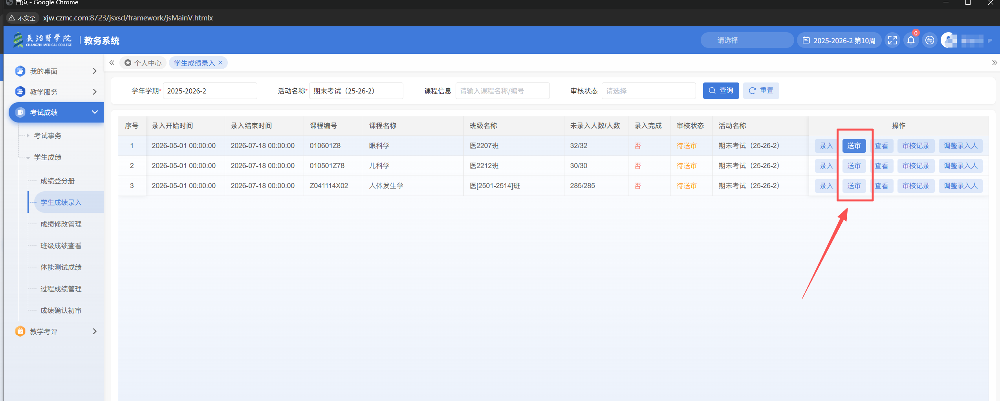 首页 - Google Chrome
不安全 xjw.czmc.com:8723/jsxsd/framework/jsMainV.htmlx
長治醫學院
CHANGZHI MEDICAL COLLEGE
教务系统
请选择
2025-2026-2 第10周
0
个人中心
学生成绩录入
我的桌面
教学服务
考试成绩
考试事务
学生成绩
成绩登分册
学生成绩录入
成绩修改管理
班级成绩查看
体能测试成绩
过程成绩管理
成绩确认初审
教学考评
学年学期* 2025-2026-2 活动名称* 期末考试（25-26-2） 课程信息 请输入课程名称/编号 审核状态 请选择 查询 重置
序号 录入开始时间 录入结束时间 课程编号 课程名称 班级名称 未录入人数/人数 录入完成 审核状态 活动名称 操作
1 2026-05-01 00:00:00 2026-07-18 00:00:00 010601Z8 眼科学 医2207班 32/32 否 待送审 期末考试（25-26-2） 录入 送审 查看 审核记录 调整录入人
2 2026-05-01 00:00:00 2026-07-18 00:00:00 010501Z78 儿科学 医2212班 30/30 否 待送审 期末考试（25-26-2） 录入 送审 查看 审核记录 调整录入人
3 2026-05-01 00:00:00 2026-07-18 00:00:00 Z041114X02 人体发生学 医[2501-2514]班 285/285 否 待送审 期末考试（25-26-2） 录入 送审 查看 审核记录 调整录入人